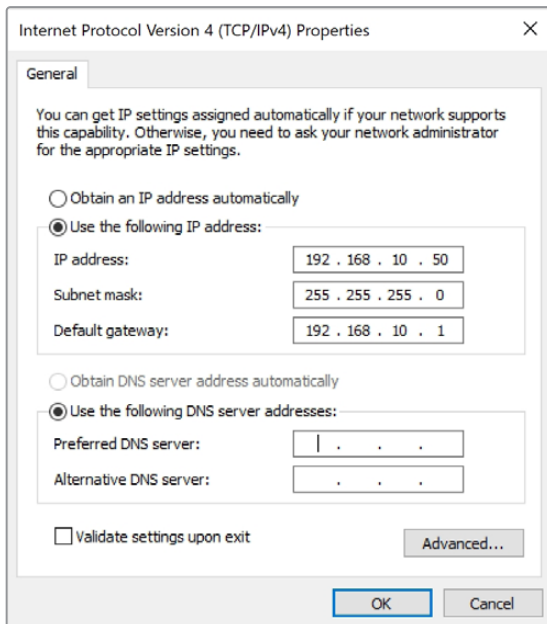 Internet Protocol Version 4 (TCP/IPv4) Properties
General
You can get IP settings assigned automatically if your network supports
this capability. Otherwise, you need to ask your network administrator
for the appropriate IP settings.
Obtain an IP address automatically
Use the following IP address:
IP address: 192 . 168 . 10 . 50
Subnet mask: 255 . 255 . 255 . 0
Default gateway: 192 . 168 . 10 . 1
Obtain DNS server address automatically
Use the following DNS server addresses:
Preferred DNS server: . . .
Alternative DNS server: . . .
Validate settings upon exit
Advanced...
OK Cancel